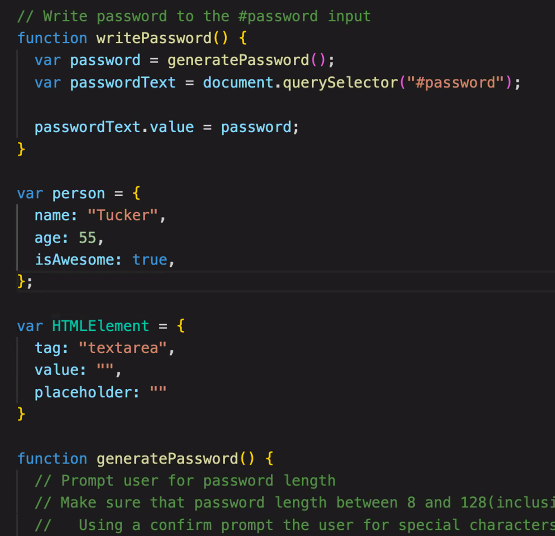 // Write password to the #password input
function writePassword() {
  var password = generatePassword();
  var passwordText = document.querySelector("#password");

  passwordText.value = password;
}

var person = {
  name: "Tucker",
  age: 55,
  isAwesome: true,
};

var HTMLElement = {
  tag: "textarea",
  value: "",
  placeholder: ""
}

function generatePassword() {
  // Prompt user for password length
  // Make sure that password length between 8 and 128(inclusi
  //   Using a confirm prompt the user for special characters